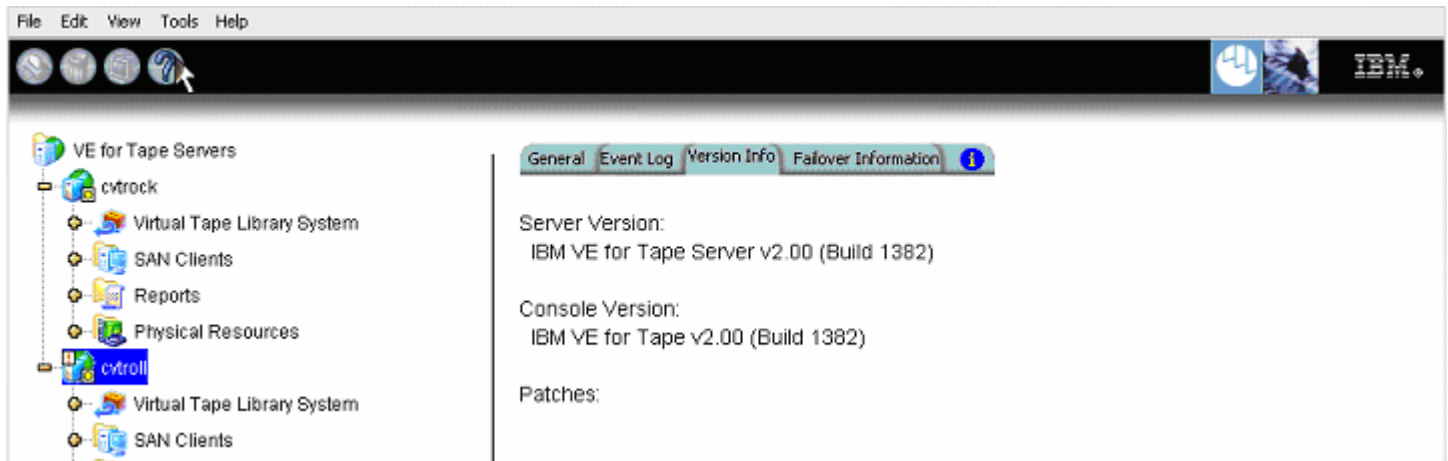 File Edit View Tools Help
IBM
VE for Tape Servers
cvtrock
Virtual Tape Library System
SAN Clients
Reports
Physical Resources
cvtroll
Virtual Tape Library System
SAN Clients
General Event Log Version Info Failover Information
Server Version:
IBM VE for Tape Server v2.00 (Build 1382)
Console Version:
IBM VE for Tape v2.00 (Build 1382)
Patches: